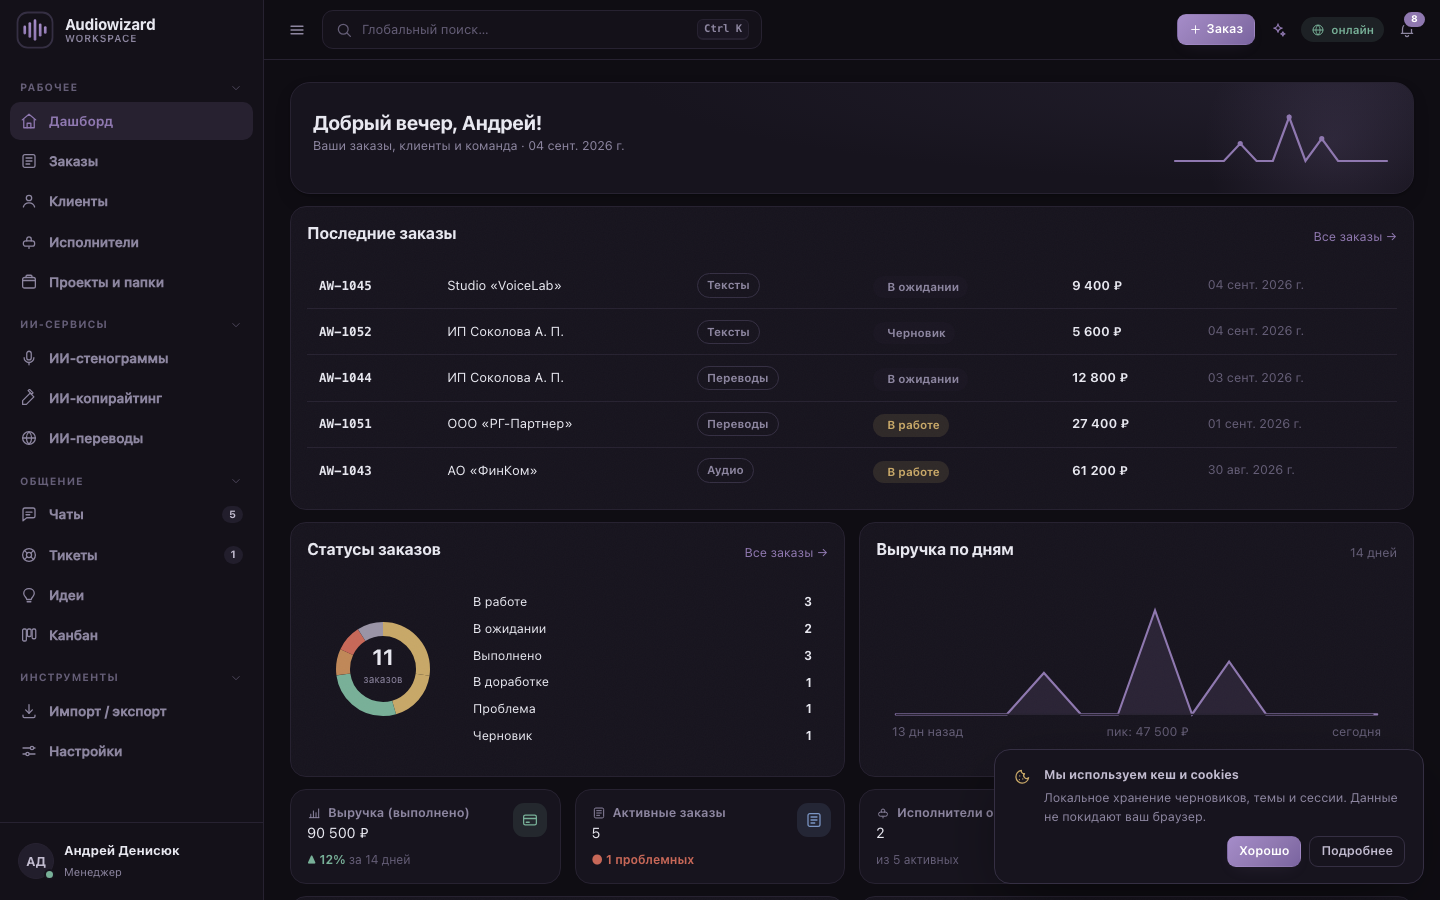 Audiowizard
WORKSPACE
РАБОЧЕЕ
Дашборд
Заказы
Клиенты
Исполнители
Проекты и папки
ИИ-СЕРВИСЫ
ИИ-стенограммы
ИИ-копирайтинг
ИИ-переводы
ОБЩЕНИЕ
Чаты 5
Тикеты 1
Идеи
Канбан
ИНСТРУМЕНТЫ
Импорт / экспорт
Настройки
АД
Андрей Денисюк
Менеджер
Глобальный поиск... Ctrl K
+ Заказ
онлайн
8
Добрый вечер, Андрей!
Ваши заказы, клиенты и команда · 04 сент. 2026 г.
Последние заказы
Все заказы →
AW-1045 Studio «VoiceLab» Тексты В ожидании 9 400 ₽ 04 сент. 2026 г.
AW-1052 ИП Соколова А. П. Тексты Черновик 5 600 ₽ 04 сент. 2026 г.
AW-1044 ИП Соколова А. П. Переводы В ожидании 12 800 ₽ 03 сент. 2026 г.
AW-1051 ООО «РГ-Партнер» Переводы В работе 27 400 ₽ 01 сент. 2026 г.
AW-1043 АО «ФинКом» Аудио В работе 61 200 ₽ 30 авг. 2026 г.
Статусы заказов
Все заказы →
11
заказов
В работе 3
В ожидании 2
Выполнено 3
В доработке 1
Проблема 1
Черновик 1
Выручка по дням
14 дней
13 дн назад
пик: 47 500 ₽
сегодня
Выручка (выполнено)
90 500 ₽
▲ 12% за 14 дней
Активные заказы
5
1 проблемных
Исполнители
2
из 5 активных
Мы используем кеш и cookies
Локальное хранение черновиков, темы и сессии. Данные
не покидают ваш браузер.
Хорошо
Подробнее